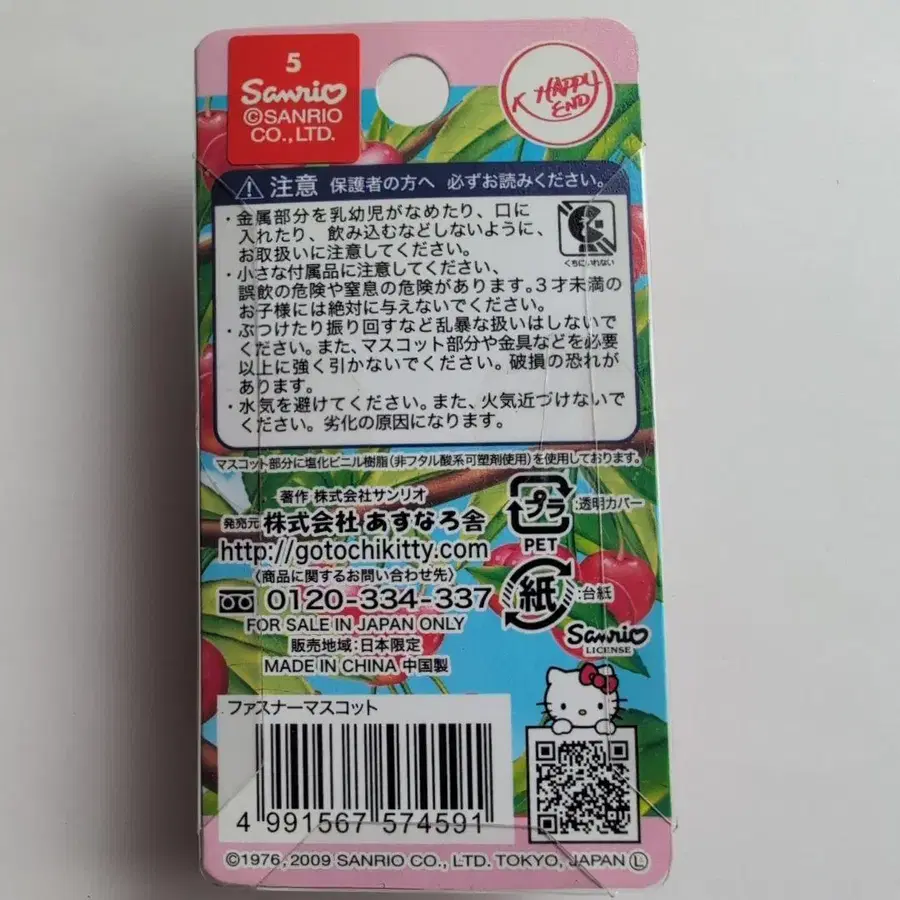 5
Sanrio
©SANRIO
CO.,LTD.
HAPPY
END
注意 保護者の方へ 必ずお読みください。
・金属部分を乳幼児がなめたり、口に
入れたり、飲み込むなどしないように、
お取扱いに注意してください。
くちにいれない
・小さな付属品に注意してください、
誤飲の危険や窒息の危険があります。3才未満の
お子様には絶対に与えないでください。
・ぶつけたり振り回すなど乱暴な扱いはしないで
ください。また、マスコット部分や金具などを必要
以上に強く引かないでください。破損の恐れが
あります。
・水気を避けてください。また、火気近づけないで
ください。劣化の原因になります。
マスコット部分に塩化ビニル樹脂(非フタル酸系可塑剤使用)を使用しております。
著作 株式会社サンリオ
発売元 株式会社 あすなろ舎
http://gotochikitty.com
〈商品に関するお問い合わせ先〉
0120-334-337
FOR SALE IN JAPAN ONLY
販売地域:日本限定
MADE IN CHINA 中国製
プラ :透明カバー
PET
紙 :台紙
Sanrio
LICENSE
ファスナーマスコット
4 991567 574591
©1976, 2009 SANRIO CO., LTD. TOKYO, JAPAN Ⓛ